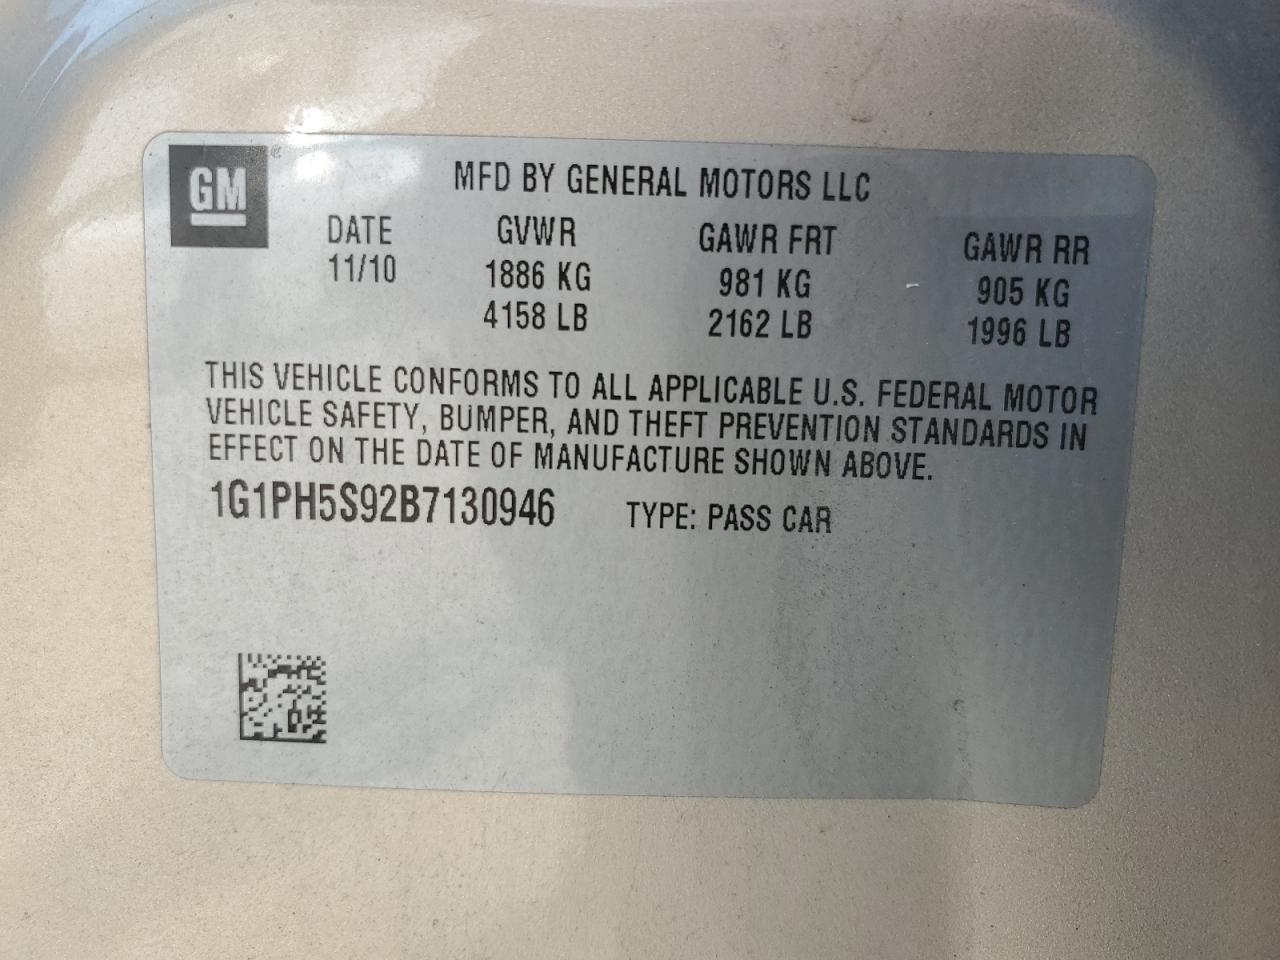 GM
MFD BY GENERAL MOTORS LLC
DATE GVWR GAWR FRT GAWR RR
11/10 1886 KG 981 KG 905 KG
4158 LB 2162 LB 1996 LB
THIS VEHICLE CONFORMS TO ALL APPLICABLE U.S. FEDERAL MOTOR
VEHICLE SAFETY, BUMPER, AND THEFT PREVENTION STANDARDS IN
EFFECT ON THE DATE OF MANUFACTURE SHOWN ABOVE.
1G1PH5S92B7130946 TYPE: PASS CAR